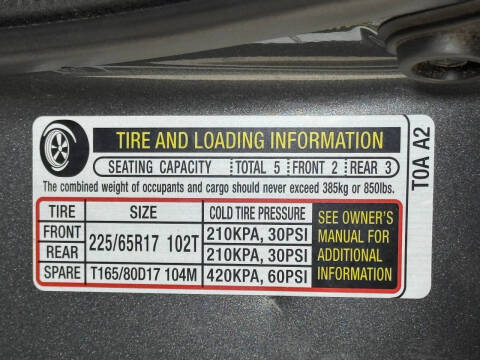 TIRE AND LOADING INFORMATION
SEATING CAPACITY TOTAL 5 FRONT 2 REAR 3
The combined weight of occupants and cargo should never exceed 385kg or 850lbs.
TIRE SIZE COLD TIRE PRESSURE
FRONT 225/65R17 102T 210KPA, 30PSI
REAR 210KPA, 30PSI
SPARE T165/80D17 104M 420KPA, 60PSI
SEE OWNER'S
MANUAL FOR
ADDITIONAL
INFORMATION
T0A A2